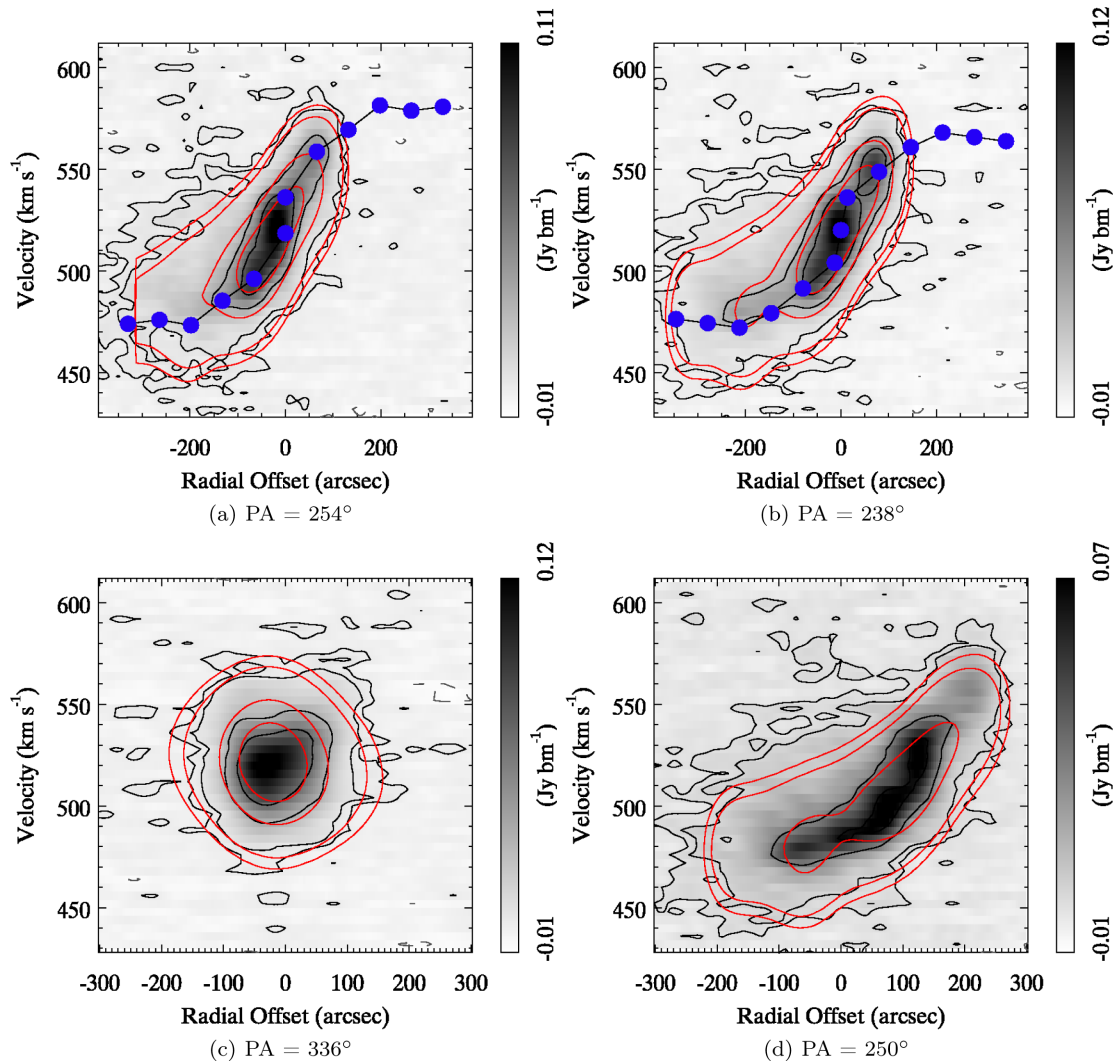 600
550
500
450
Velocity (km s⁻¹)
-200 0 200
Radial Offset (arcsec)
0.11
(Jy bm⁻¹)
-0.01
(a) PA = 254°
600
550
500
450
Velocity (km s⁻¹)
-200 0 200
Radial Offset (arcsec)
0.12
(Jy bm⁻¹)
-0.01
(b) PA = 238°
600
550
500
450
Velocity (km s⁻¹)
-300 -200 -100 0 100 200 300
Radial Offset (arcsec)
0.12
(Jy bm⁻¹)
-0.01
(c) PA = 336°
600
550
500
450
Velocity (km s⁻¹)
-300 -200 -100 0 100 200 300
Radial Offset (arcsec)
0.07
(Jy bm⁻¹)
-0.01
(d) PA = 250°